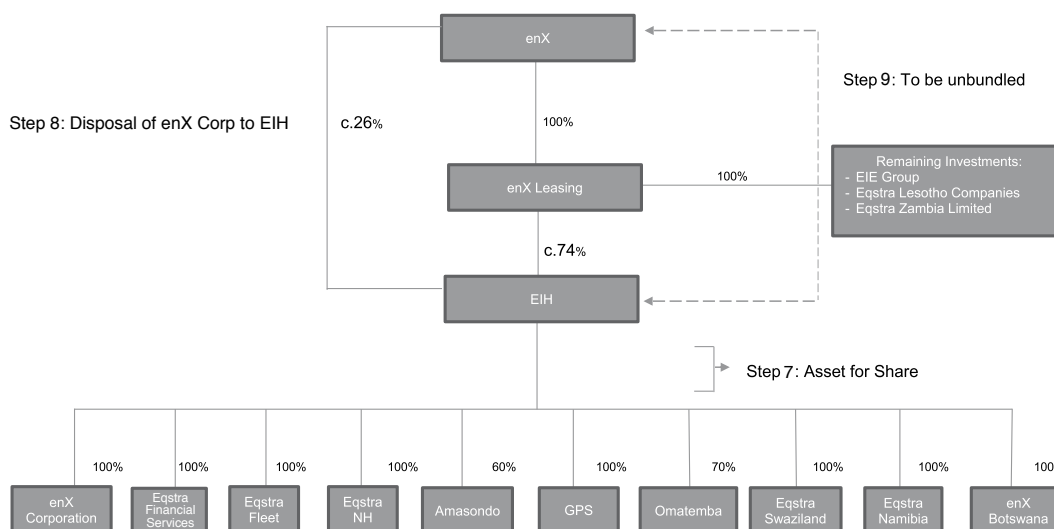 enX
Step 9: To be unbundled
Step 8: Disposal of enX Corp to EIH
c.26%
100%
Remaining Investments:
- EIE Group
- Eqstra Lesotho Companies
- Eqstra Zambia Limited
enX Leasing
100%
c.74%
EIH
Step 7: Asset for Share
100%
100%
100%
100%
60%
100%
70%
100%
100%
100
enX
Corporation
Eqstra
Financial
Services
Eqstra
Fleet
Eqstra
NH
Amasondo
GPS
Omatemba
Eqstra
Swaziland
Eqstra
Namibia
enX
Botswana